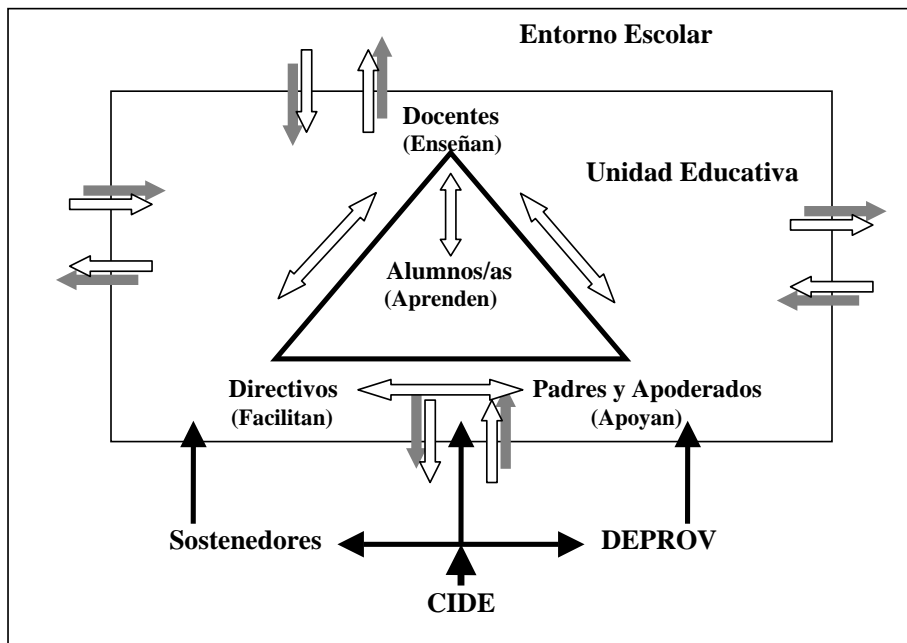 Entorno Escolar
Docentes
(Enseñan)
Unidad Educativa
Alumnos/as
(Aprenden)
Directivos
(Facilitan)
Padres y Apoderados
(Apoyan)
Sostenedores
DEPROV
CIDE